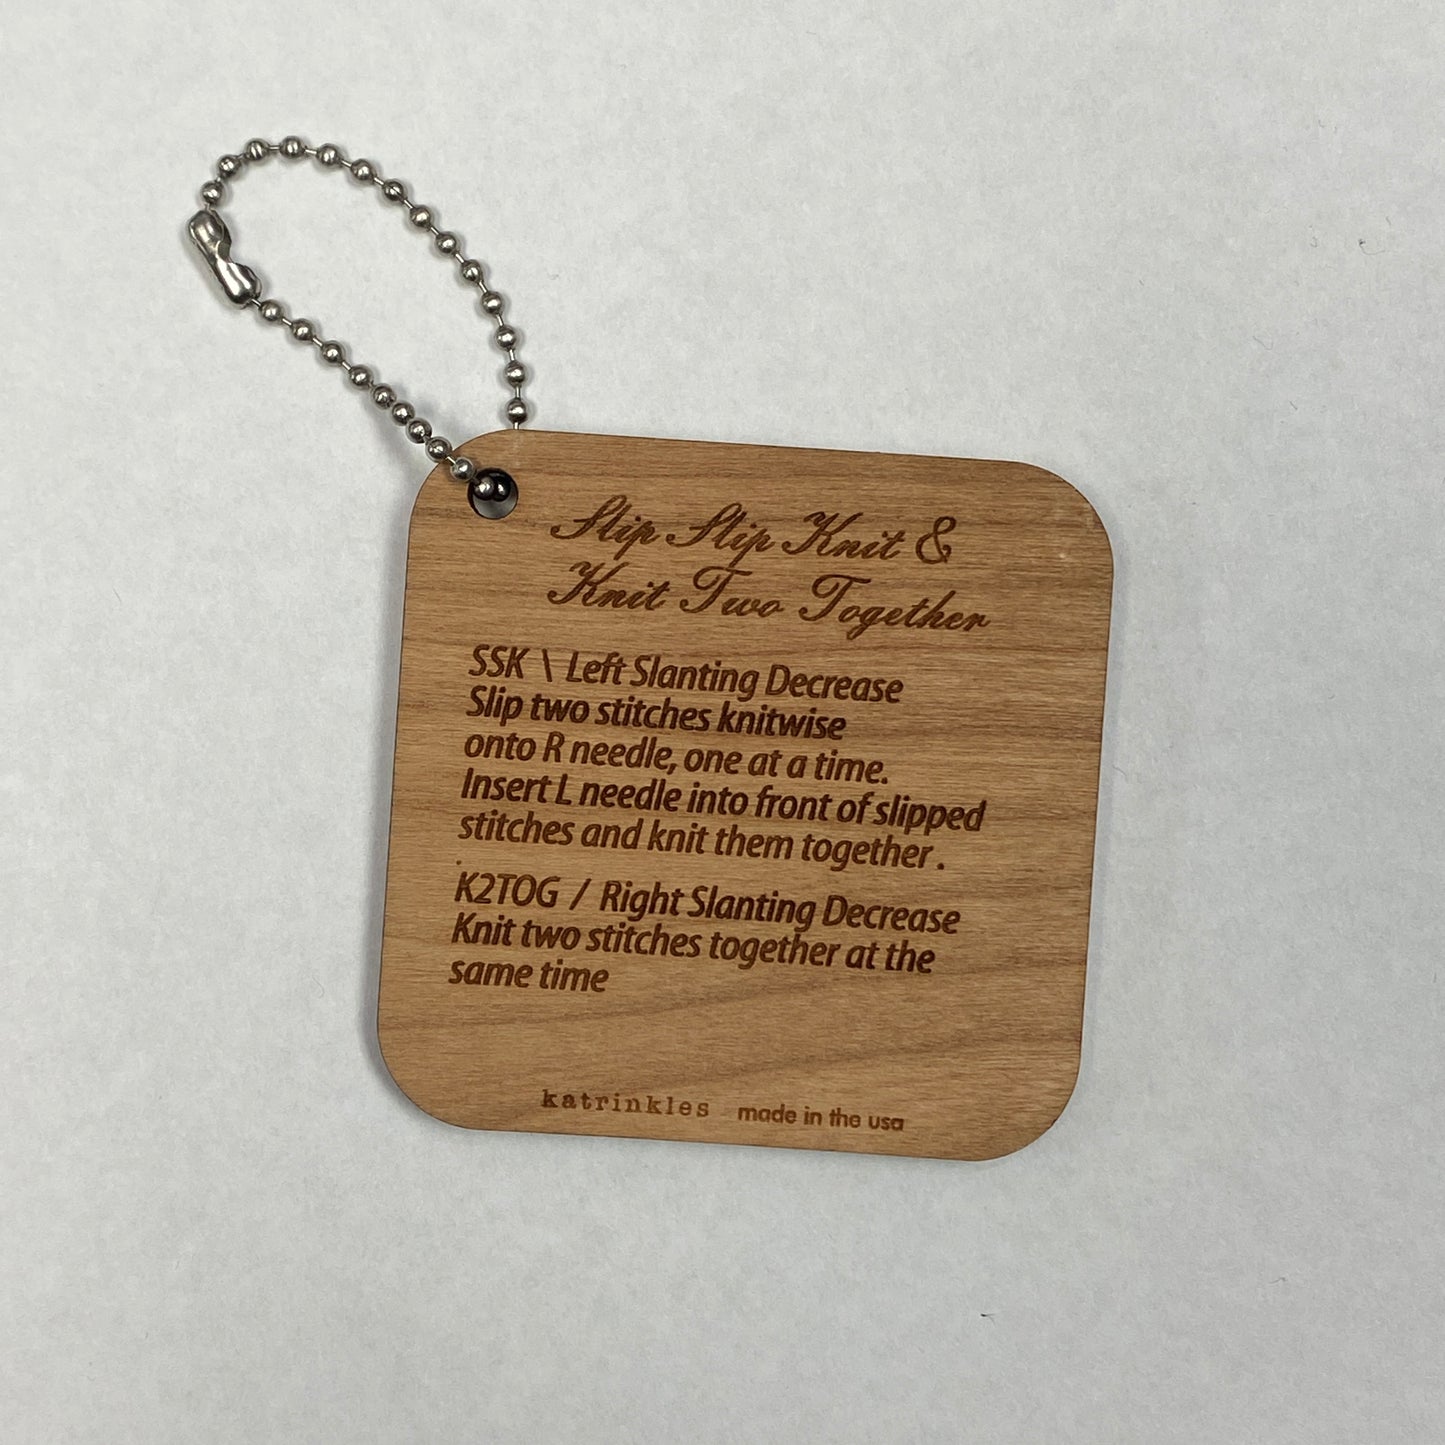 Slip Slip Knit &
Knit Two Together
SSK \ Left Slanting Decrease
Slip two stitches knitwise
onto R needle, one at a time.
Insert L needle into front of slipped
stitches and knit them together .
.
K2TOG / Right Slanting Decrease
Knit two stitches together at the
same time
katrinkles made in the usa